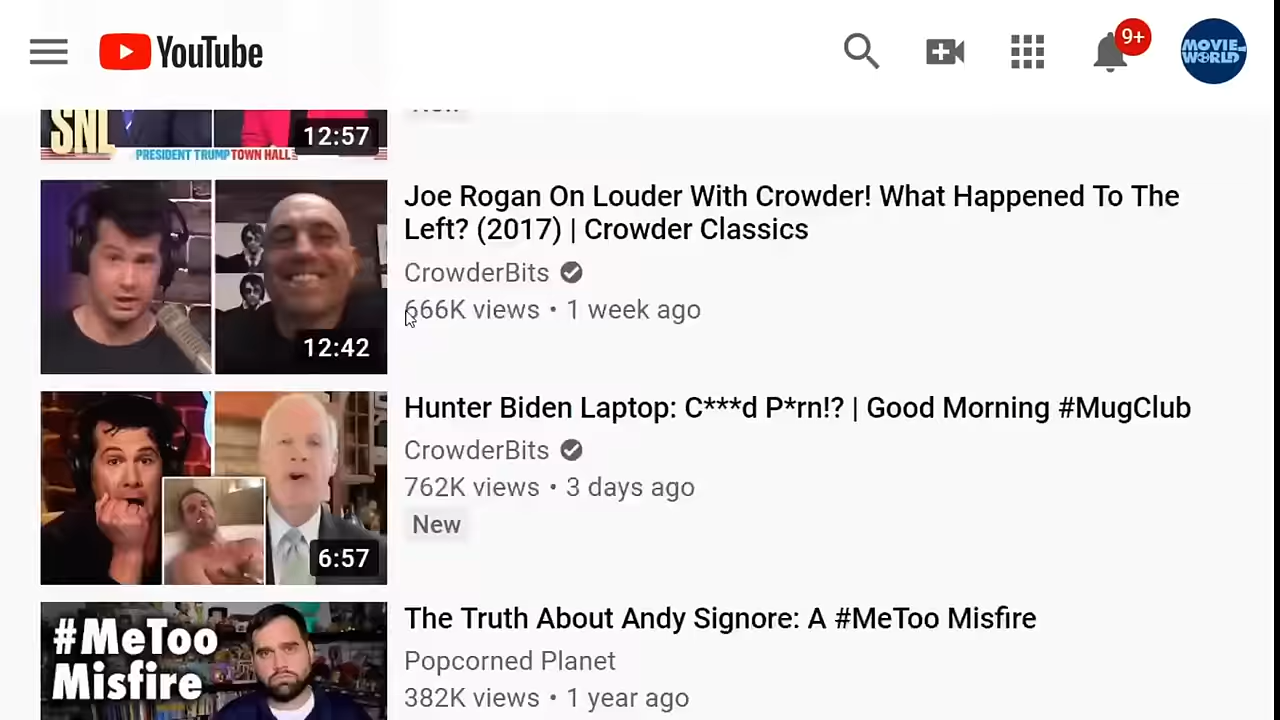 YouTube
9+
MOVIE
WORLD
SNL
12:57
PRESIDENT TRUMP TOWN HALL
New
Joe Rogan On Louder With Crowder! What Happened To The
Left? (2017) | Crowder Classics
CrowderBits
666K views • 1 week ago
12:42
Hunter Biden Laptop: C***d P*rn!? | Good Morning #MugClub
CrowderBits
762K views • 3 days ago
New
6:57
#MeToo
Misfire
The Truth About Andy Signore: A #MeToo Misfire
Popcorned Planet
382K views • 1 year ago